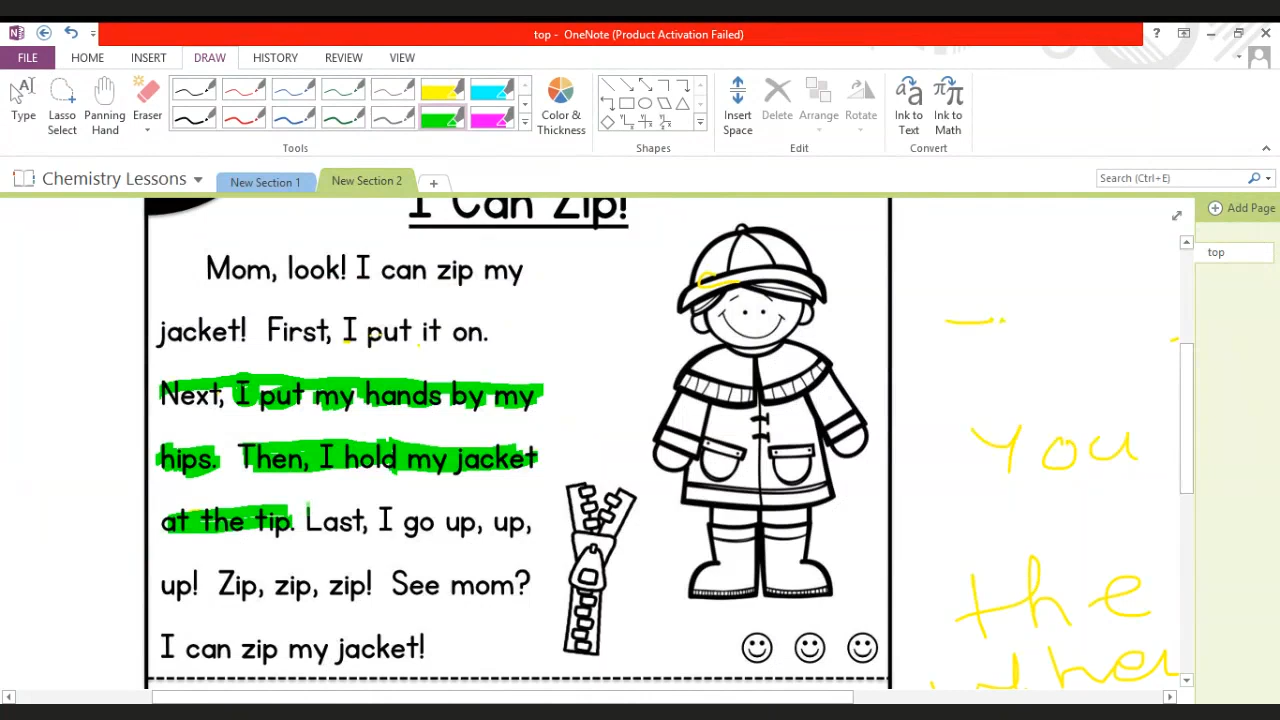 top - OneNote (Product Activation Failed)
FILE HOME INSERT DRAW HISTORY REVIEW VIEW
Type
Lasso Select
Panning Hand
Eraser
Color & Thickness
Insert Space
Delete
Arrange
Rotate
Ink to Text
Ink to Math
Tools
Shapes
Edit
Convert
Chemistry Lessons
New Section 1
New Section 2
Search (Ctrl+E)
Add Page
top
I Can Zip!
Mom, look! I can zip my
jacket! First, I put it on.
Next, I put my hands by my
hips. Then, I hold my jacket
at the tip. Last, I go up, up,
up! Zip, zip, zip! See mom?
I can zip my jacket!
you
the